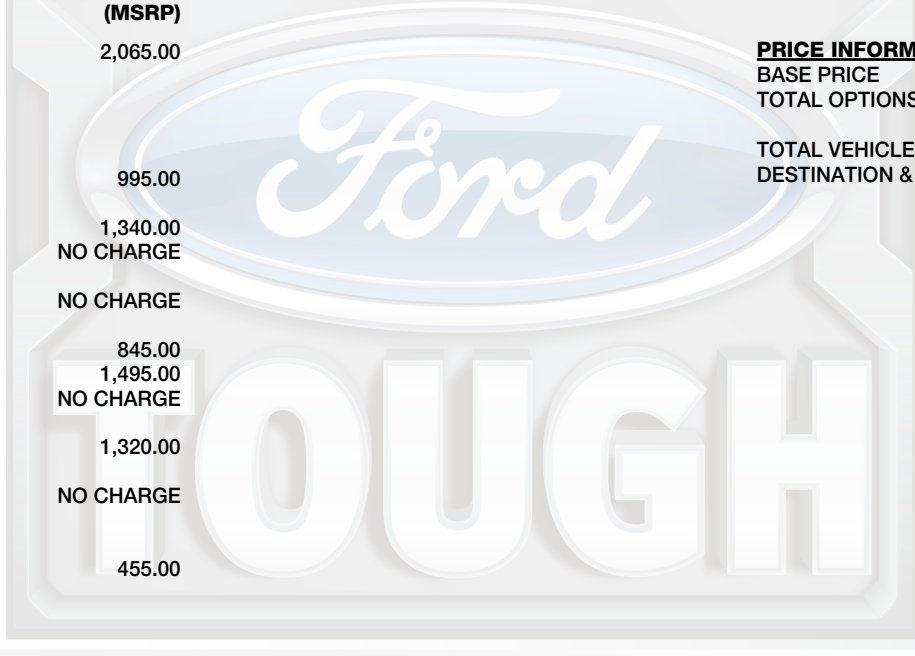 (MSRP)
2,065.00
995.00
1,340.00
NO CHARGE
NO CHARGE
845.00
1,495.00
NO CHARGE
1,320.00
NO CHARGE
455.00
PRICE INFORM
BASE PRICE
TOTAL OPTIONS
TOTAL VEHICLE
DESTINATION &
Ford
TOUGH